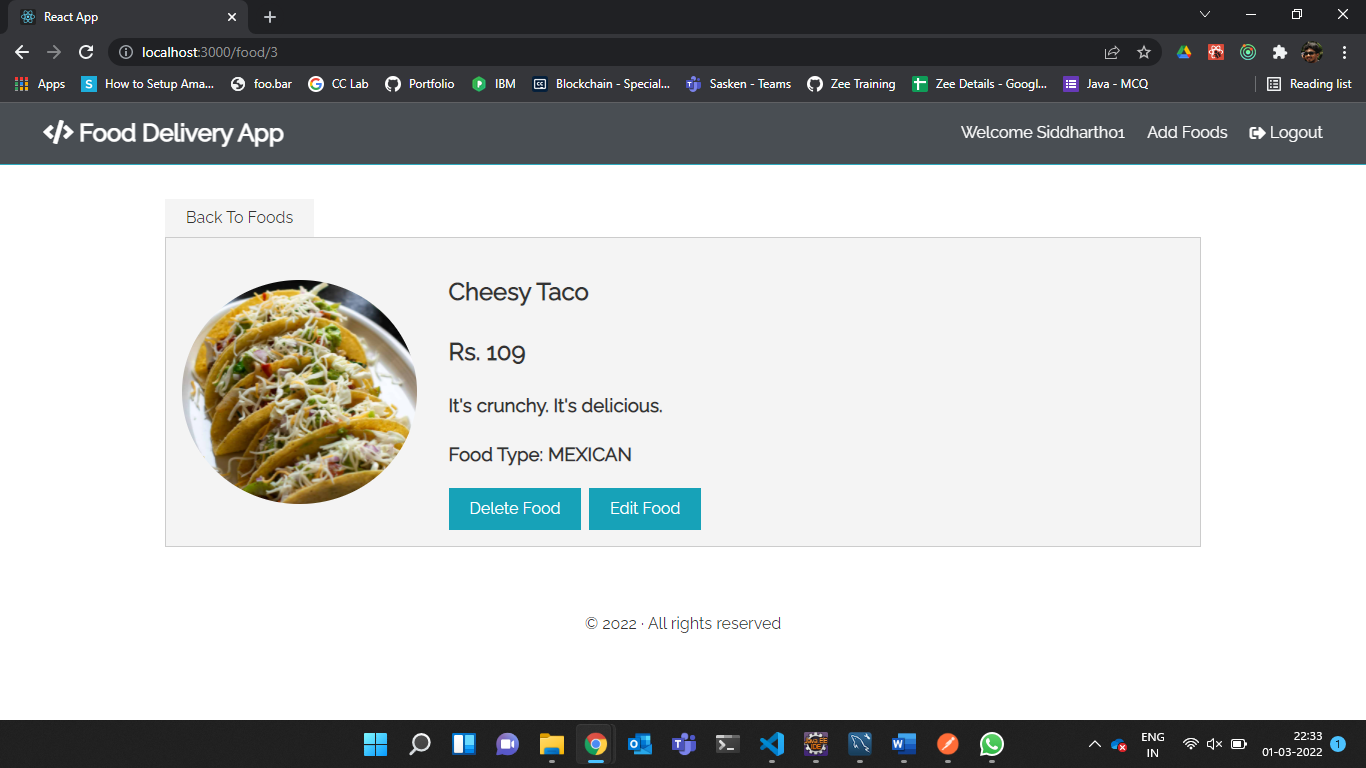 React App
localhost:3000/food/3
Apps
How to Setup Ama...
foo.bar
CC Lab
Portfolio
IBM
Blockchain - Special...
Sasken - Teams
Zee Training
Zee Details - Googl...
Java - MCQ
Reading list
</> Food Delivery App
Welcome Siddhartho1
Add Foods
Logout
Back To Foods
Cheesy Taco
Rs. 109
It's crunchy. It's delicious.
Food Type: MEXICAN
Delete Food
Edit Food
© 2022 · All rights reserved
ENG
IN
22:33
01-03-2022
1